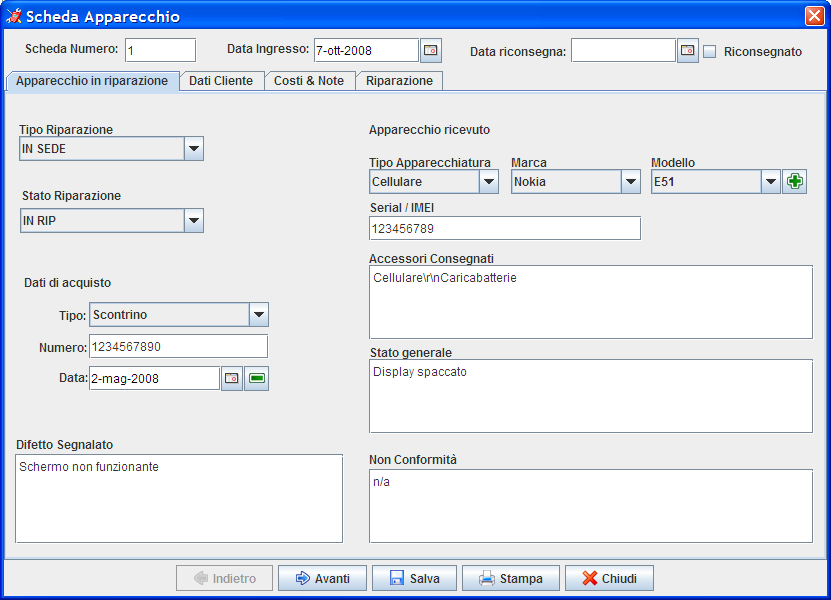 Scheda Apparecchio
Scheda Numero: 1 Data Ingresso: 7-ott-2008 Data riconsegna: Riconsegnato
Apparecchio in riparazione Dati Cliente Costi & Note Riparazione
Tipo Riparazione
IN SEDE
Stato Riparazione
IN RIP
Dati di acquisto
Tipo: Scontrino
Numero: 1234567890
Data: 2-mag-2008
Difetto Segnalato
Schermo non funzionante
Apparecchio ricevuto
Tipo Apparecchiatura Marca Modello
Cellulare Nokia E51
Serial / IMEI
123456789
Accessori Consegnati
Cellulare\r\nCaricabatterie
Stato generale
Display spaccato
Non Conformità
n/a
Indietro Avanti Salva Stampa Chiudi